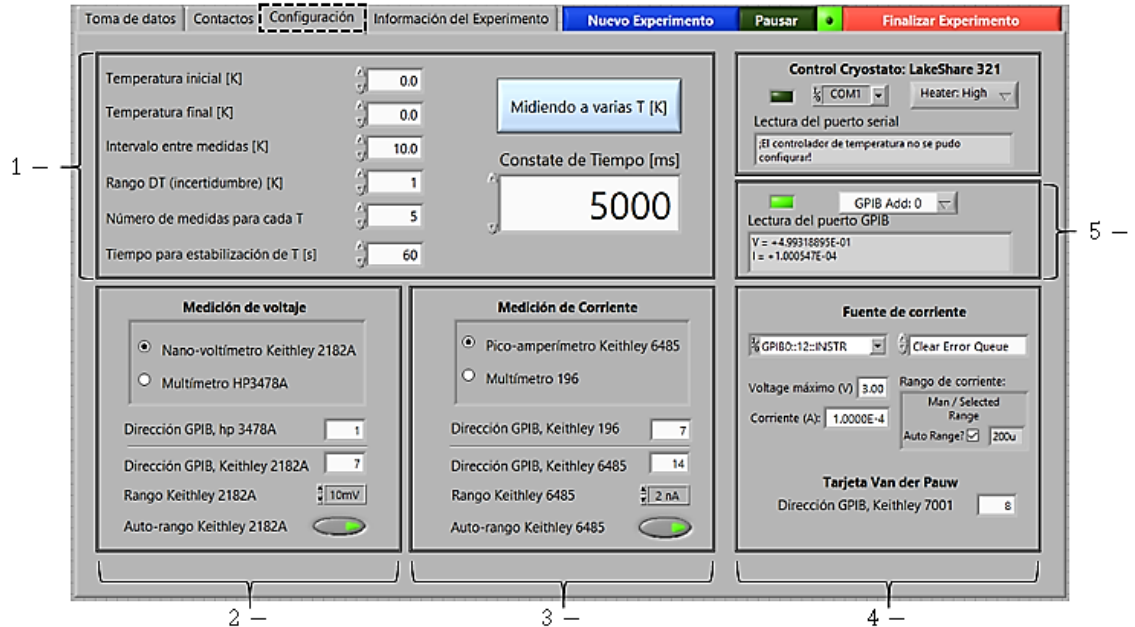 Toma de datos
Contactos
Configuración
Información del Experimento
Nuevo Experimento
Pausar
Finalizar Experimento
1
Temperatura inicial [K] 0.0
Temperatura final [K] 0.0
Intervalo entre medidas [K] 10.0
Rango DT (incertidumbre) [K] 1
Número de medidas para cada T 5
Tiempo para estabilización de T [s] 60
Midiendo a varias T [K]
Constate de Tiempo [ms]
5000
Control Cryostato: LakeShare 321
COM1
Heater: High
Lectura del puerto serial
¡El controlador de temperatura no se pudo
configurar!
GPIB Add: 0
Lectura del puerto GPIB
V = +4.99318895E-01
I = +1.000547E-04
5
Medición de voltaje
Nano-voltímetro Keithley 2182A
Multímetro HP3478A
Dirección GPIB, hp 3478A 1
Dirección GPIB, Keithley 2182A 7
Rango Keithley 2182A 10mV
Auto-rango Keithley 2182A
Medición de Corriente
Pico-amperímetro Keithley 6485
Multímetro 196
Dirección GPIB, Keithley 196 7
Dirección GPIB, Keithley 6485 14
Rango Keithley 6485 2 nA
Auto-rango Keithley 6485
Fuente de corriente
GPIB0::12::INSTR
Clear Error Queue
Voltage máximo (V) 3.00
Corriente (A): 1.0000E-4
Rango de corriente:
Man / Selected
Range
Auto Range? 200u
Tarjeta Van der Pauw
Dirección GPIB, Keithley 7001 8
2
3
4